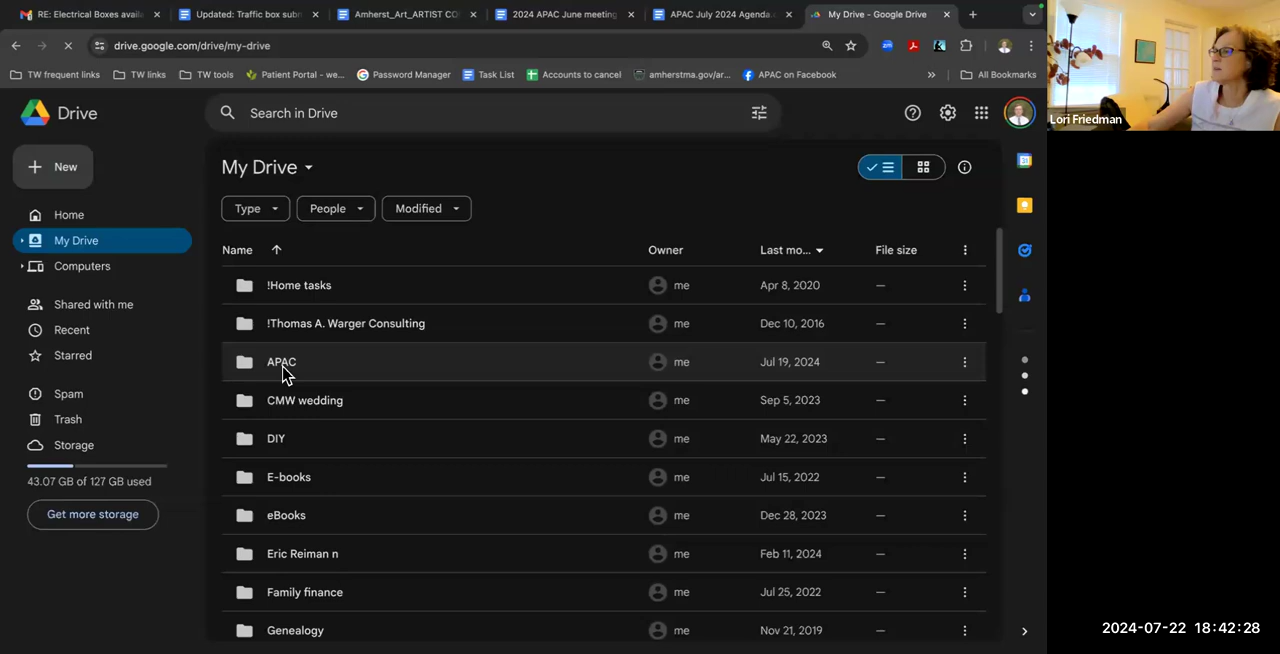 RE: Electrical Boxes availa
Updated: Traffic box subm
Amherst_Art_ARTIST CO
2024 APAC June meeting
APAC July 2024 Agenda.d
My Drive - Google Drive
drive.google.com/drive/my-drive
TW frequent links
TW links
TW tools
Patient Portal - we...
Password Manager
Task List
Accounts to cancel
amherstma.gov/ar...
APAC on Facebook
All Bookmarks
Lori Friedman
Drive
Search in Drive
New
Home
My Drive
Computers
Shared with me
Recent
Starred
Spam
Trash
Storage
43.07 GB of 127 GB used
Get more storage
My Drive
Type
People
Modified
Name Owner Last mo... File size
!Home tasks me Apr 8, 2020 —
!Thomas A. Warger Consulting me Dec 10, 2016 —
APAC me Jul 19, 2024 —
CMW wedding me Sep 5, 2023 —
DIY me May 22, 2023 —
E-books me Jul 15, 2022 —
eBooks me Dec 28, 2023 —
Eric Reiman n me Feb 11, 2024 —
Family finance me Jul 25, 2022 —
Genealogy me Nov 21, 2019 —
2024-07-22 18:42:28